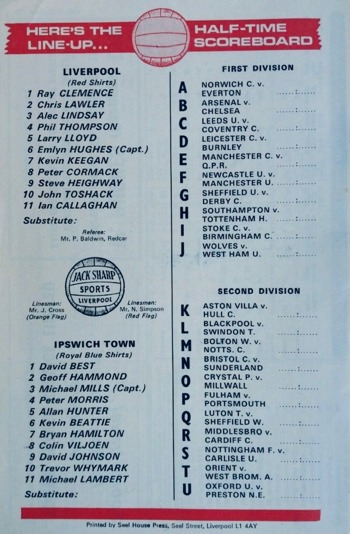 HERE'S THE
LINE-UP...
HALF-TIME
SCOREBOARD
LIVERPOOL
(Red Shirts)
1 Ray CLEMENCE
2 Chris LAWLER
3 Alec LINDSAY
4 Phil THOMPSON
5 Larry LLOYD
6 Emlyn HUGHES (Capt.)
7 Kevin KEEGAN
8 Peter CORMACK
9 Steve HEIGHWAY
10 John TOSHACK
11 Ian CALLAGHAN
Substitute:
Referee:
Mr. P. Baldwin, Redcar
JACK SHARP
SPORTS
LIVERPOOL
Linesman:
Mr. J. Cross
(Orange Flag)
Linesman:
Mr. N. Simpson
(Red Flag)
IPSWICH TOWN
(Royal Blue Shirts)
1 David BEST
2 Geoff HAMMOND
3 Michael MILLS (Capt.)
4 Peter MORRIS
5 Allan HUNTER
6 Kevin BEATTIE
7 Bryan HAMILTON
8 Colin VILJOEN
9 David JOHNSON
10 Trevor WHYMARK
11 Michael LAMBERT
Substitute:
FIRST DIVISION
A NORWICH C. v.
EVERTON ......:......
B ARSENAL v.
CHELSEA ......:......
C LEEDS U. v.
COVENTRY C. ......:......
D LEICESTER C. v.
BURNLEY ......:......
E MANCHESTER C. v.
Q.P.R. ......:......
F NEWCASTLE U. v.
MANCHESTER U. ......:......
G SHEFFIELD U. v.
DERBY C. ......:......
H SOUTHAMPTON v.
TOTTENHAM H. ......:......
I STOKE C. v.
BIRMINGHAM C. ......:......
J WOLVES v.
WEST HAM U. ......:......
SECOND DIVISION
K ASTON VILLA v.
HULL C. ......:......
L BLACKPOOL v.
SWINDON T. ......:......
M BOLTON W. v.
NOTTS. C. ......:......
N BRISTOL C. v.
SUNDERLAND ......:......
O CRYSTAL P. v.
MILLWALL ......:......
P FULHAM v.
PORTSMOUTH ......:......
Q LUTON T. v.
SHEFFIELD W. ......:......
R MIDDLESBRO v.
CARDIFF C. ......:......
S NOTTINGHAM F. v.
CARLISLE U. ......:......
T ORIENT v.
WEST BROM. A. ......:......
U OXFORD U. v.
PRESTON N.E. ......:......
Printed by Seel House Press, Seel Street, Liverpool L1 4AY